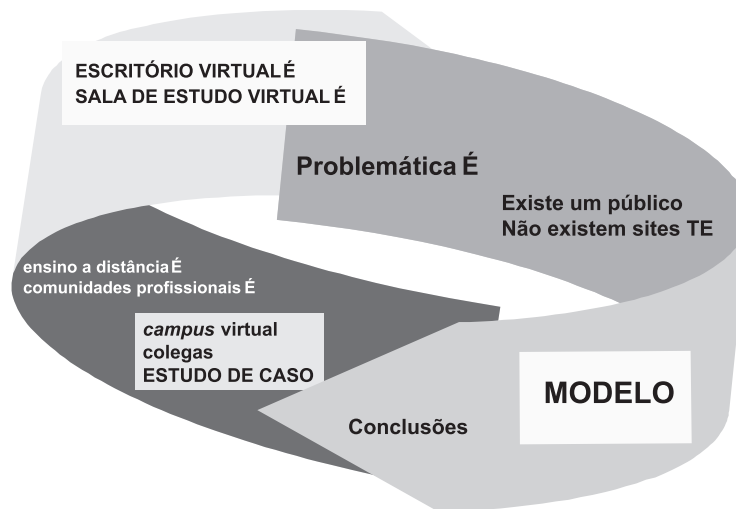 ESCRITÓRIO VIRTUAL É
SALA DE ESTUDO VIRTUAL É
Problemática É
Existe um público
Não existem sites TE
ensino a distância É
comunidades profissionais É
campus virtual
colegas
ESTUDO DE CASO
MODELO
Conclusões